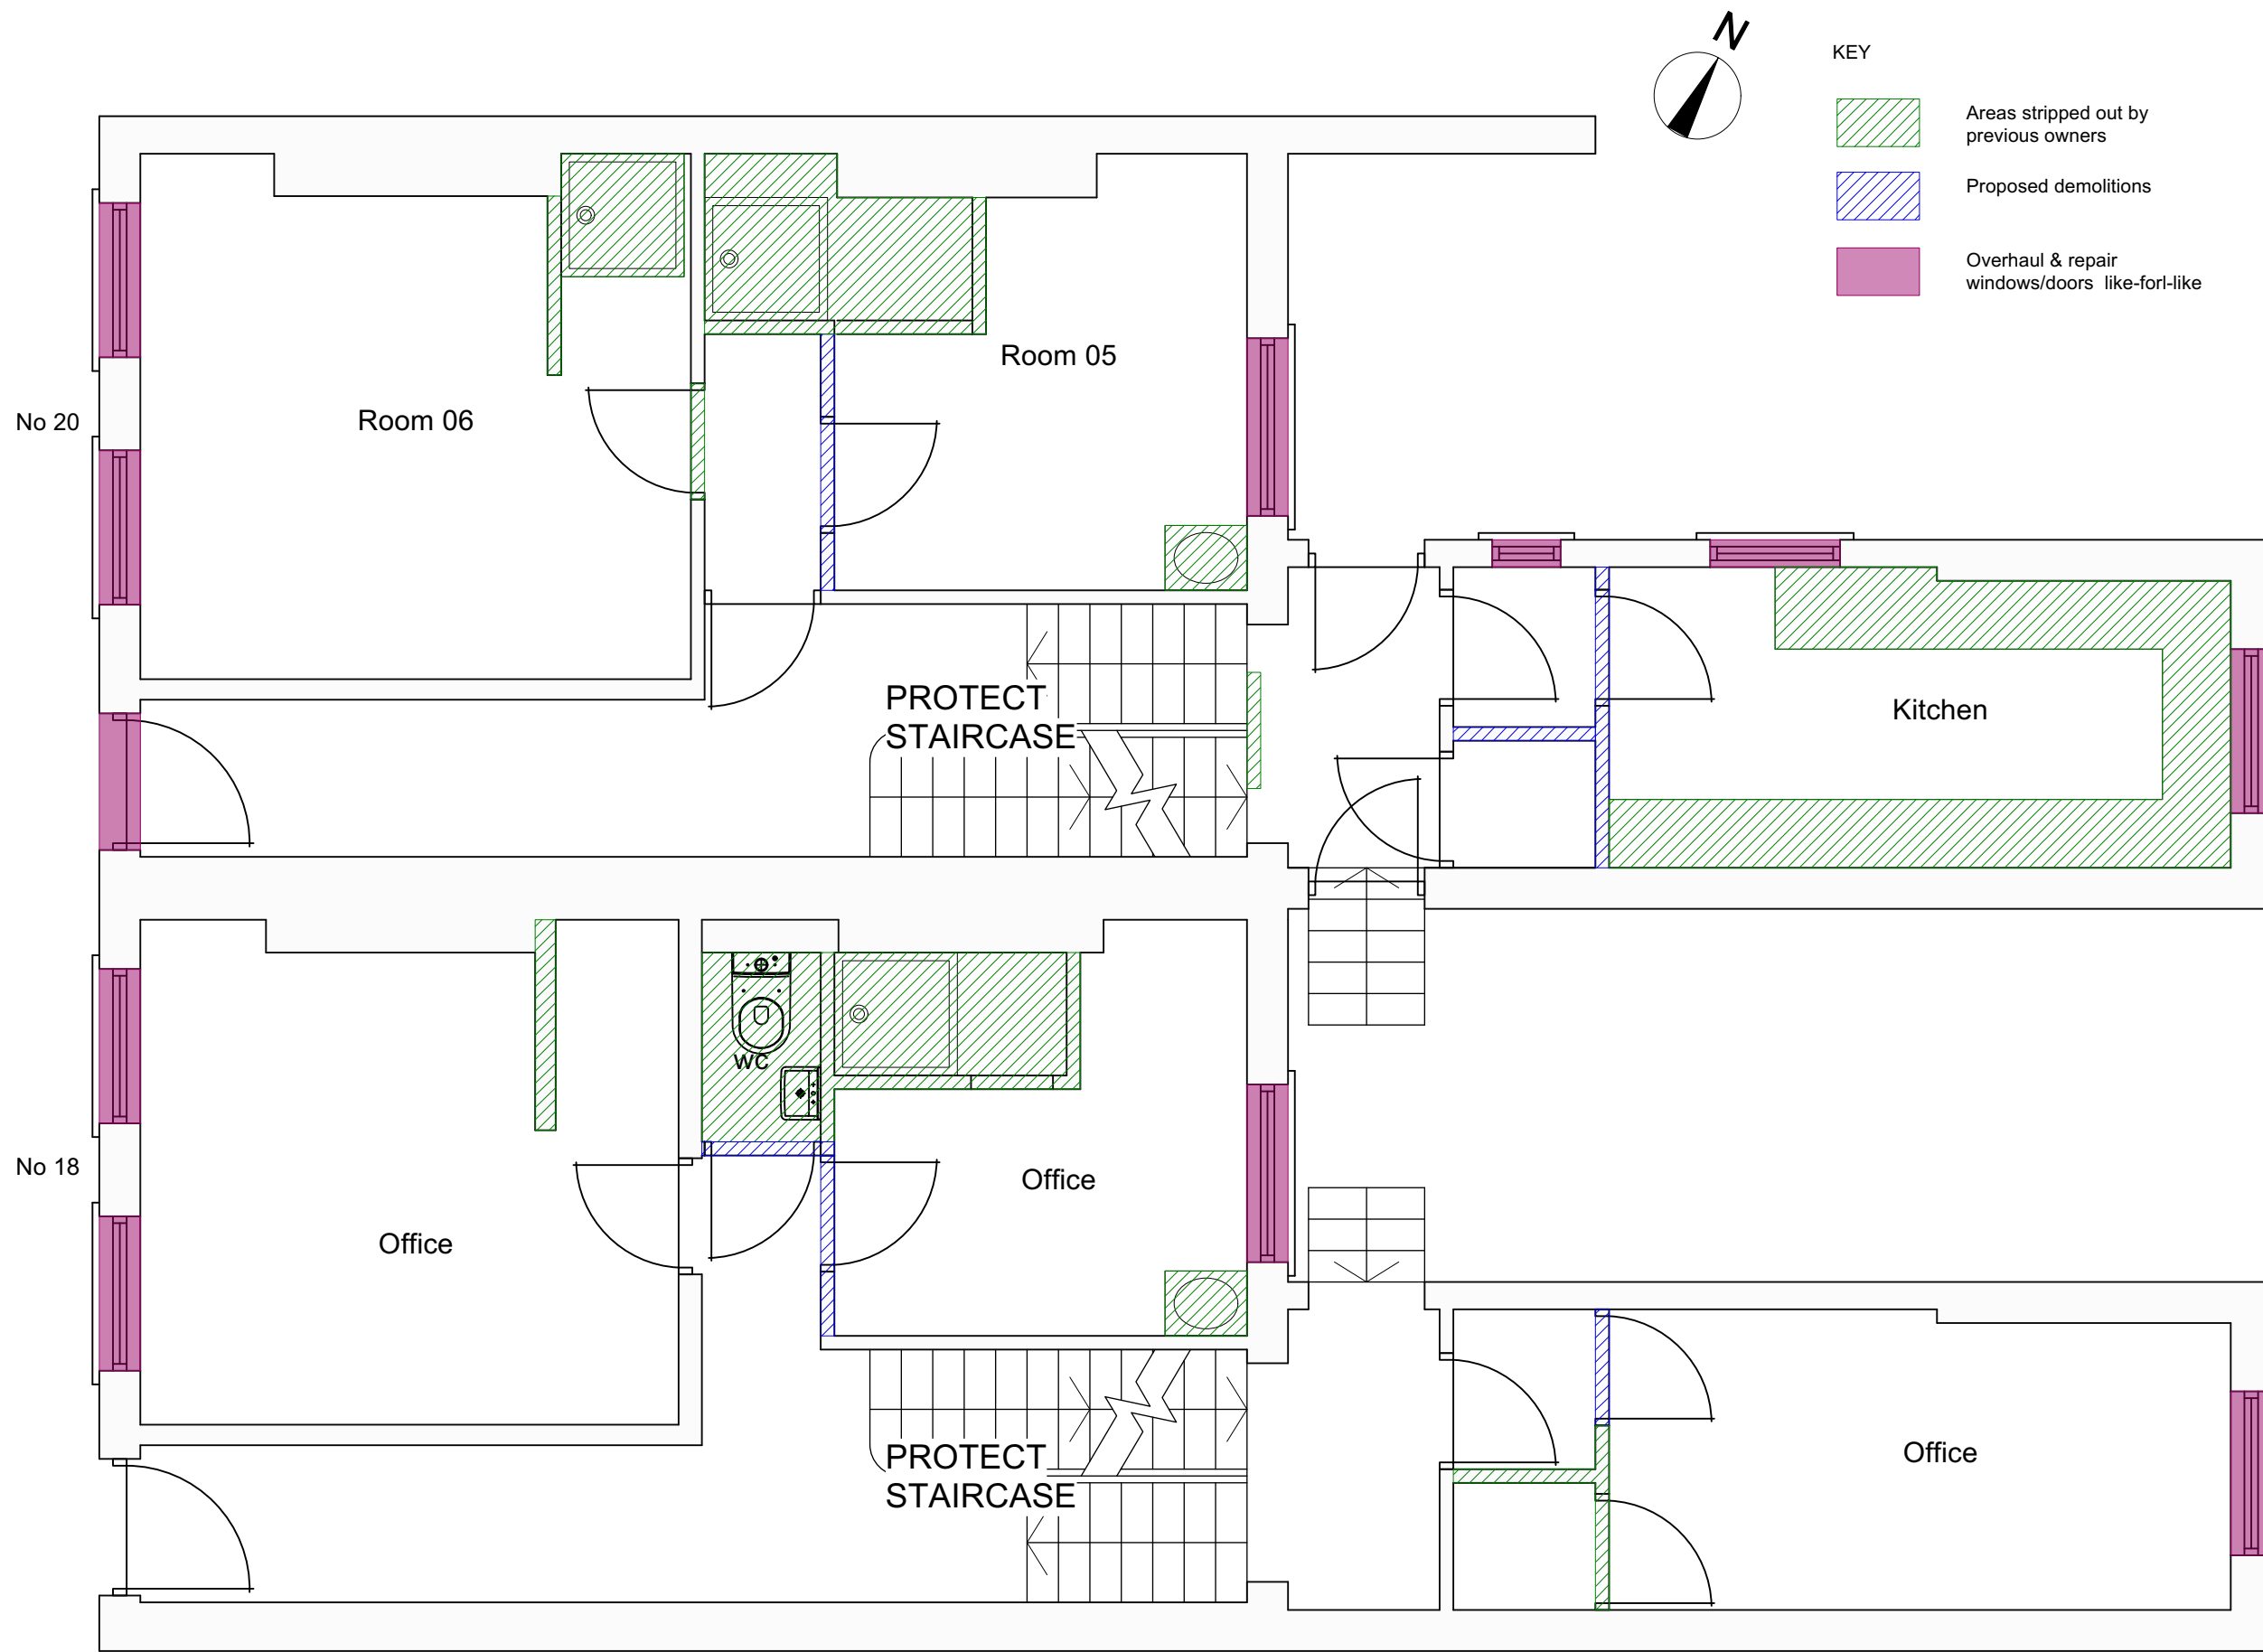 N
KEY
Areas stripped out by
previous owners
Proposed demolitions
Overhaul & repair
windows/doors  like-forl-like
Room 05
No 20
Room 06
PROTECT
STAIRCASE
Kitchen
wc
No 18
Office
Office
PROTECT
STAIRCASE
Office